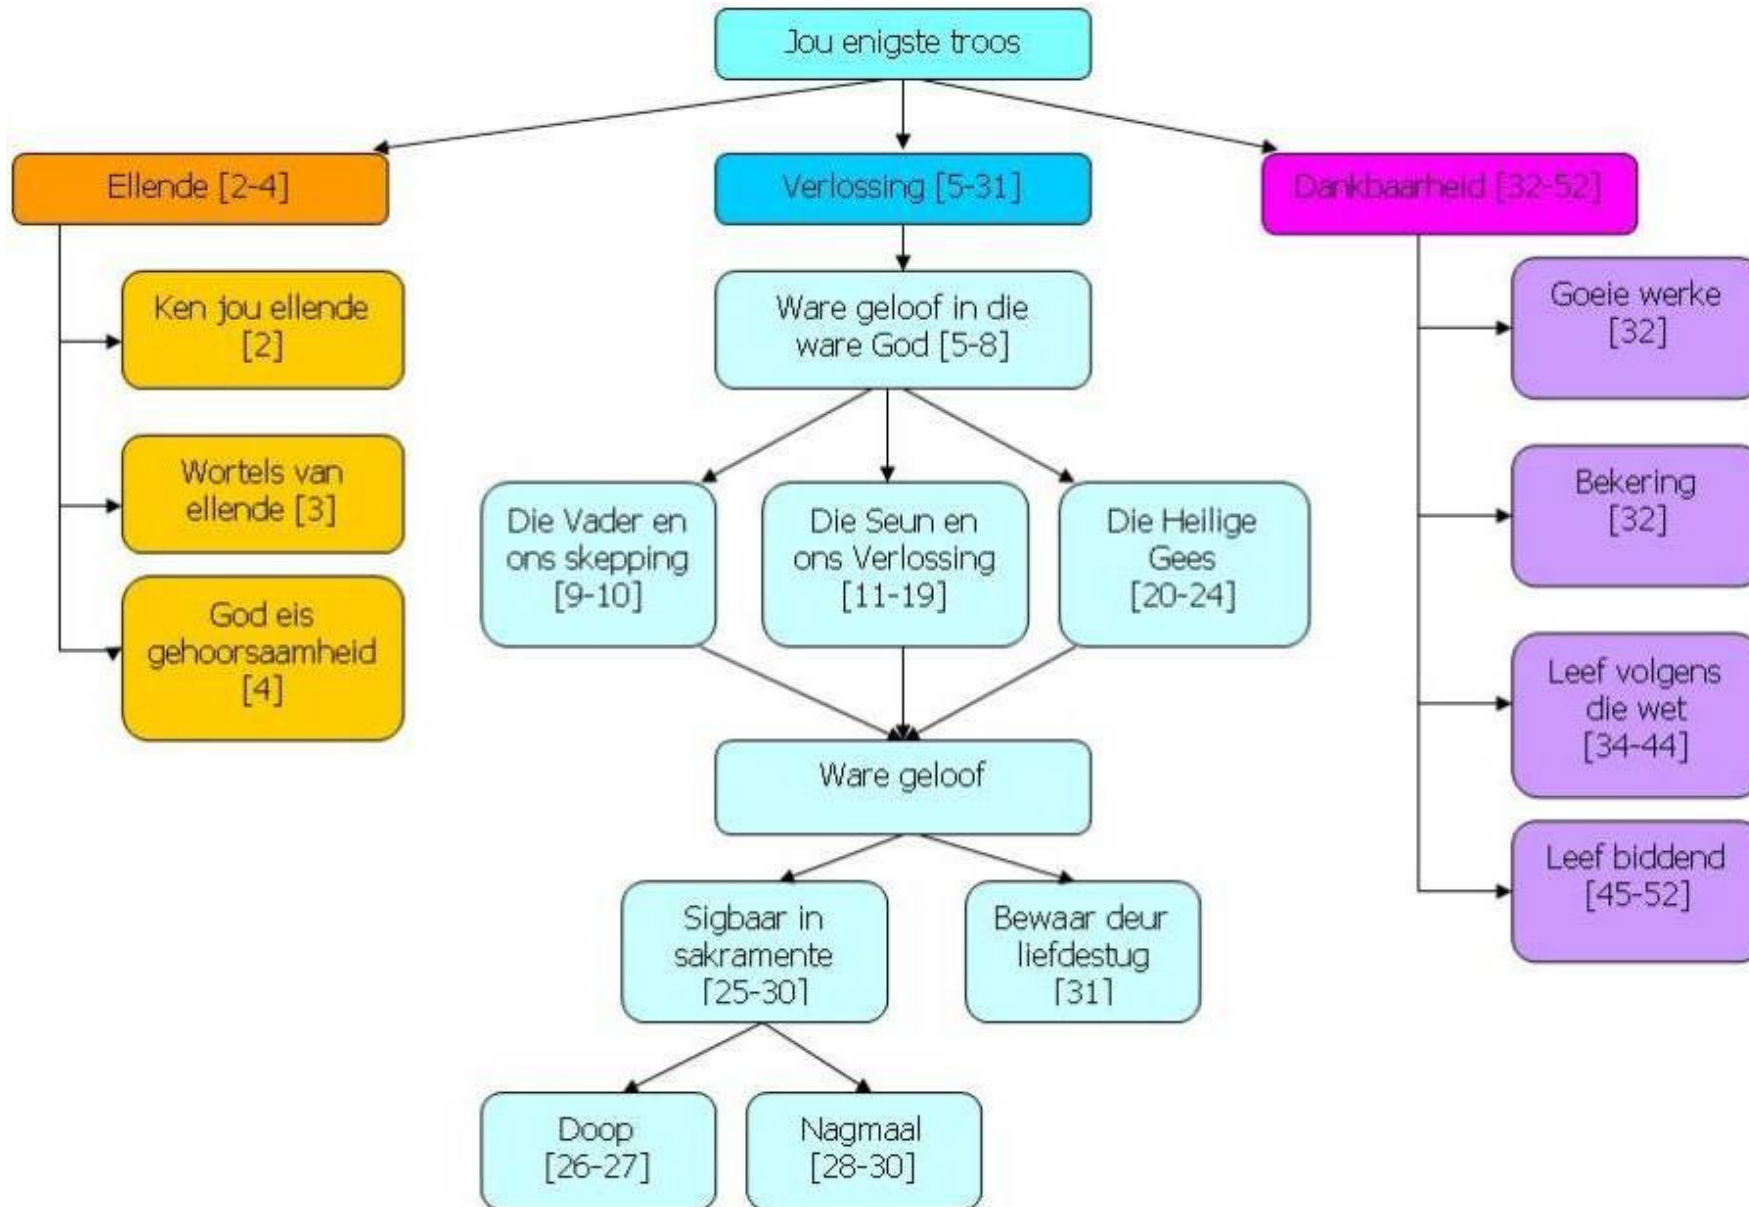 Jou enigste troos
Ellende [2-4]
Verlossing [5-31]
Dankbaarheid [32-52]
Ken jou ellende
[2]
Wortels van
ellende [3]
God eis
gehoorsaamheid
[4]
Ware geloof in die
ware God [5-8]
Die Vader en
ons skepping
[9-10]
Die Seun en
ons Verlossing
[11-19]
Die Heilige
Gees
[20-24]
Ware geloof
Sigbaar in
sakramente
[25-30]
Bewaar deur
liefdestug
[31]
Doop
[26-27]
Nagmaal
[28-30]
Goeie werke
[32]
Bekering
[32]
Leef volgens
die wet
[34-44]
Leef biddend
[45-52]